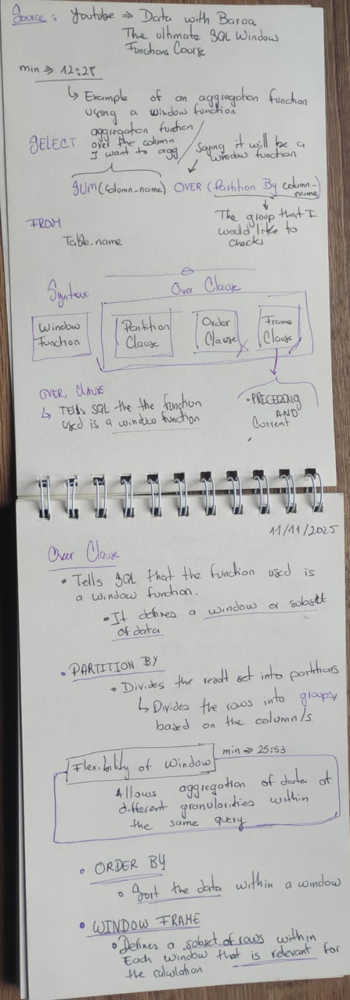 Source: Youtube ⇒ Data with Baraa
The ultimate SQL Window
Functions Course
min ⇒ 12:25
↳ Example of an aggregation function
using a window function
aggregation function
SELECT over the column
I want to agg
Saying it will be a
window function
SUM(column_name) OVER (Partition By column_
name)
The group that I
would like to
check
FROM
Table_name
Syntax
Over Clause
Window
Function
Partition
Clause
Order
Clause
Frame
Clause
OVER CLAUSE
↳ TEllS SQL the the function
used is a window function
• PRECEDING
AND
Current
11/11/2025
Over Clause
• Tells SQL that the function used is
a window function.
• It defines a window or subset
of data
• PARTITION BY
• Divides the result set into partitions
↳ Divides the rows into groups,
based on the column/s.
min ⇒ 25:53
Flexibility of Window
Allows aggregation of data at
different granularities within
the same query
• ORDER BY
• Sort the data within a window
• WINDOW FRAME
• Defines a subset of rows within
Each window that is relevant for
the calculation